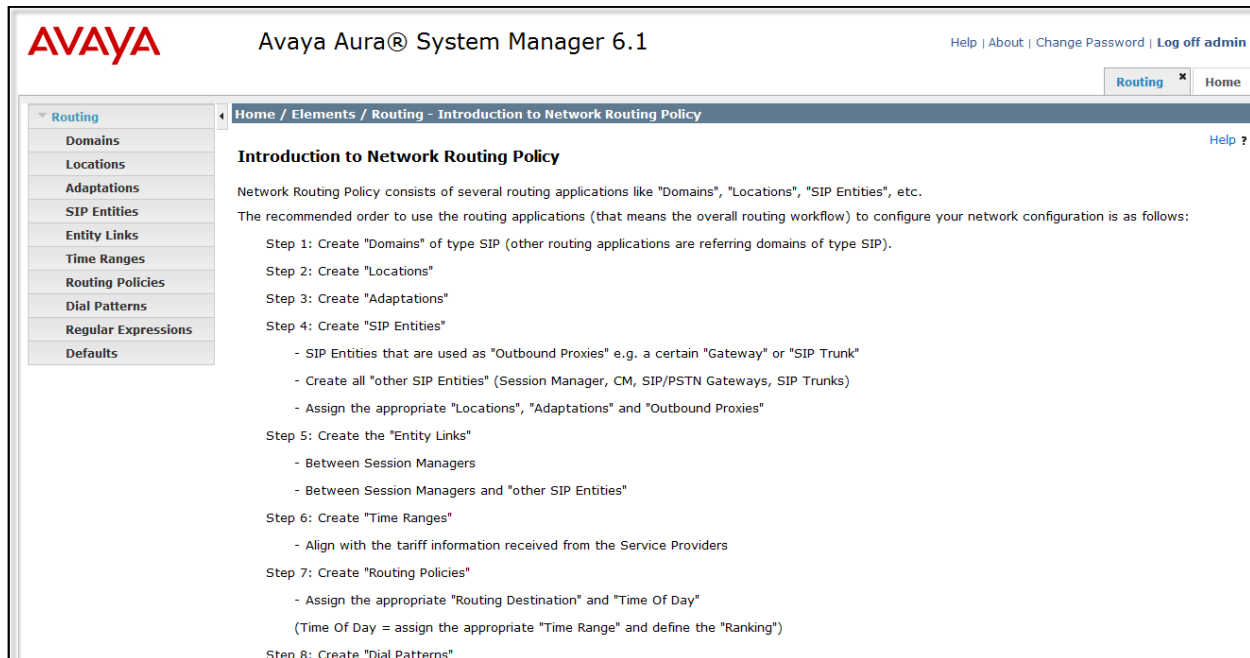 AVAYA
Avaya Aura® System Manager 6.1
Help | About | Change Password | Log off admin
Routing ✖ Home
Routing
Domains
Locations
Adaptations
SIP Entities
Entity Links
Time Ranges
Routing Policies
Dial Patterns
Regular Expressions
Defaults
Home / Elements / Routing - Introduction to Network Routing Policy
Help ?
Introduction to Network Routing Policy
Network Routing Policy consists of several routing applications like "Domains", "Locations", "SIP Entities", etc.
The recommended order to use the routing applications (that means the overall routing workflow) to configure your network configuration is as follows:
Step 1: Create "Domains" of type SIP (other routing applications are referring domains of type SIP).
Step 2: Create "Locations"
Step 3: Create "Adaptations"
Step 4: Create "SIP Entities"
- SIP Entities that are used as "Outbound Proxies" e.g. a certain "Gateway" or "SIP Trunk"
- Create all "other SIP Entities" (Session Manager, CM, SIP/PSTN Gateways, SIP Trunks)
- Assign the appropriate "Locations", "Adaptations" and "Outbound Proxies"
Step 5: Create the "Entity Links"
- Between Session Managers
- Between Session Managers and "other SIP Entities"
Step 6: Create "Time Ranges"
- Align with the tariff information received from the Service Providers
Step 7: Create "Routing Policies"
- Assign the appropriate "Routing Destination" and "Time Of Day"
(Time Of Day = assign the appropriate "Time Range" and define the "Ranking")
Step 8: Create "Dial Patterns"